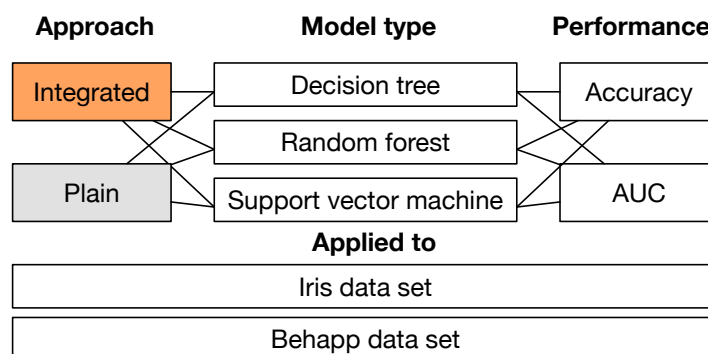 Approach
Model type
Performance
Integrated
Decision tree
Accuracy
Random forest
Plain
Support vector machine
AUC
Applied to
Iris data set
Behapp data set